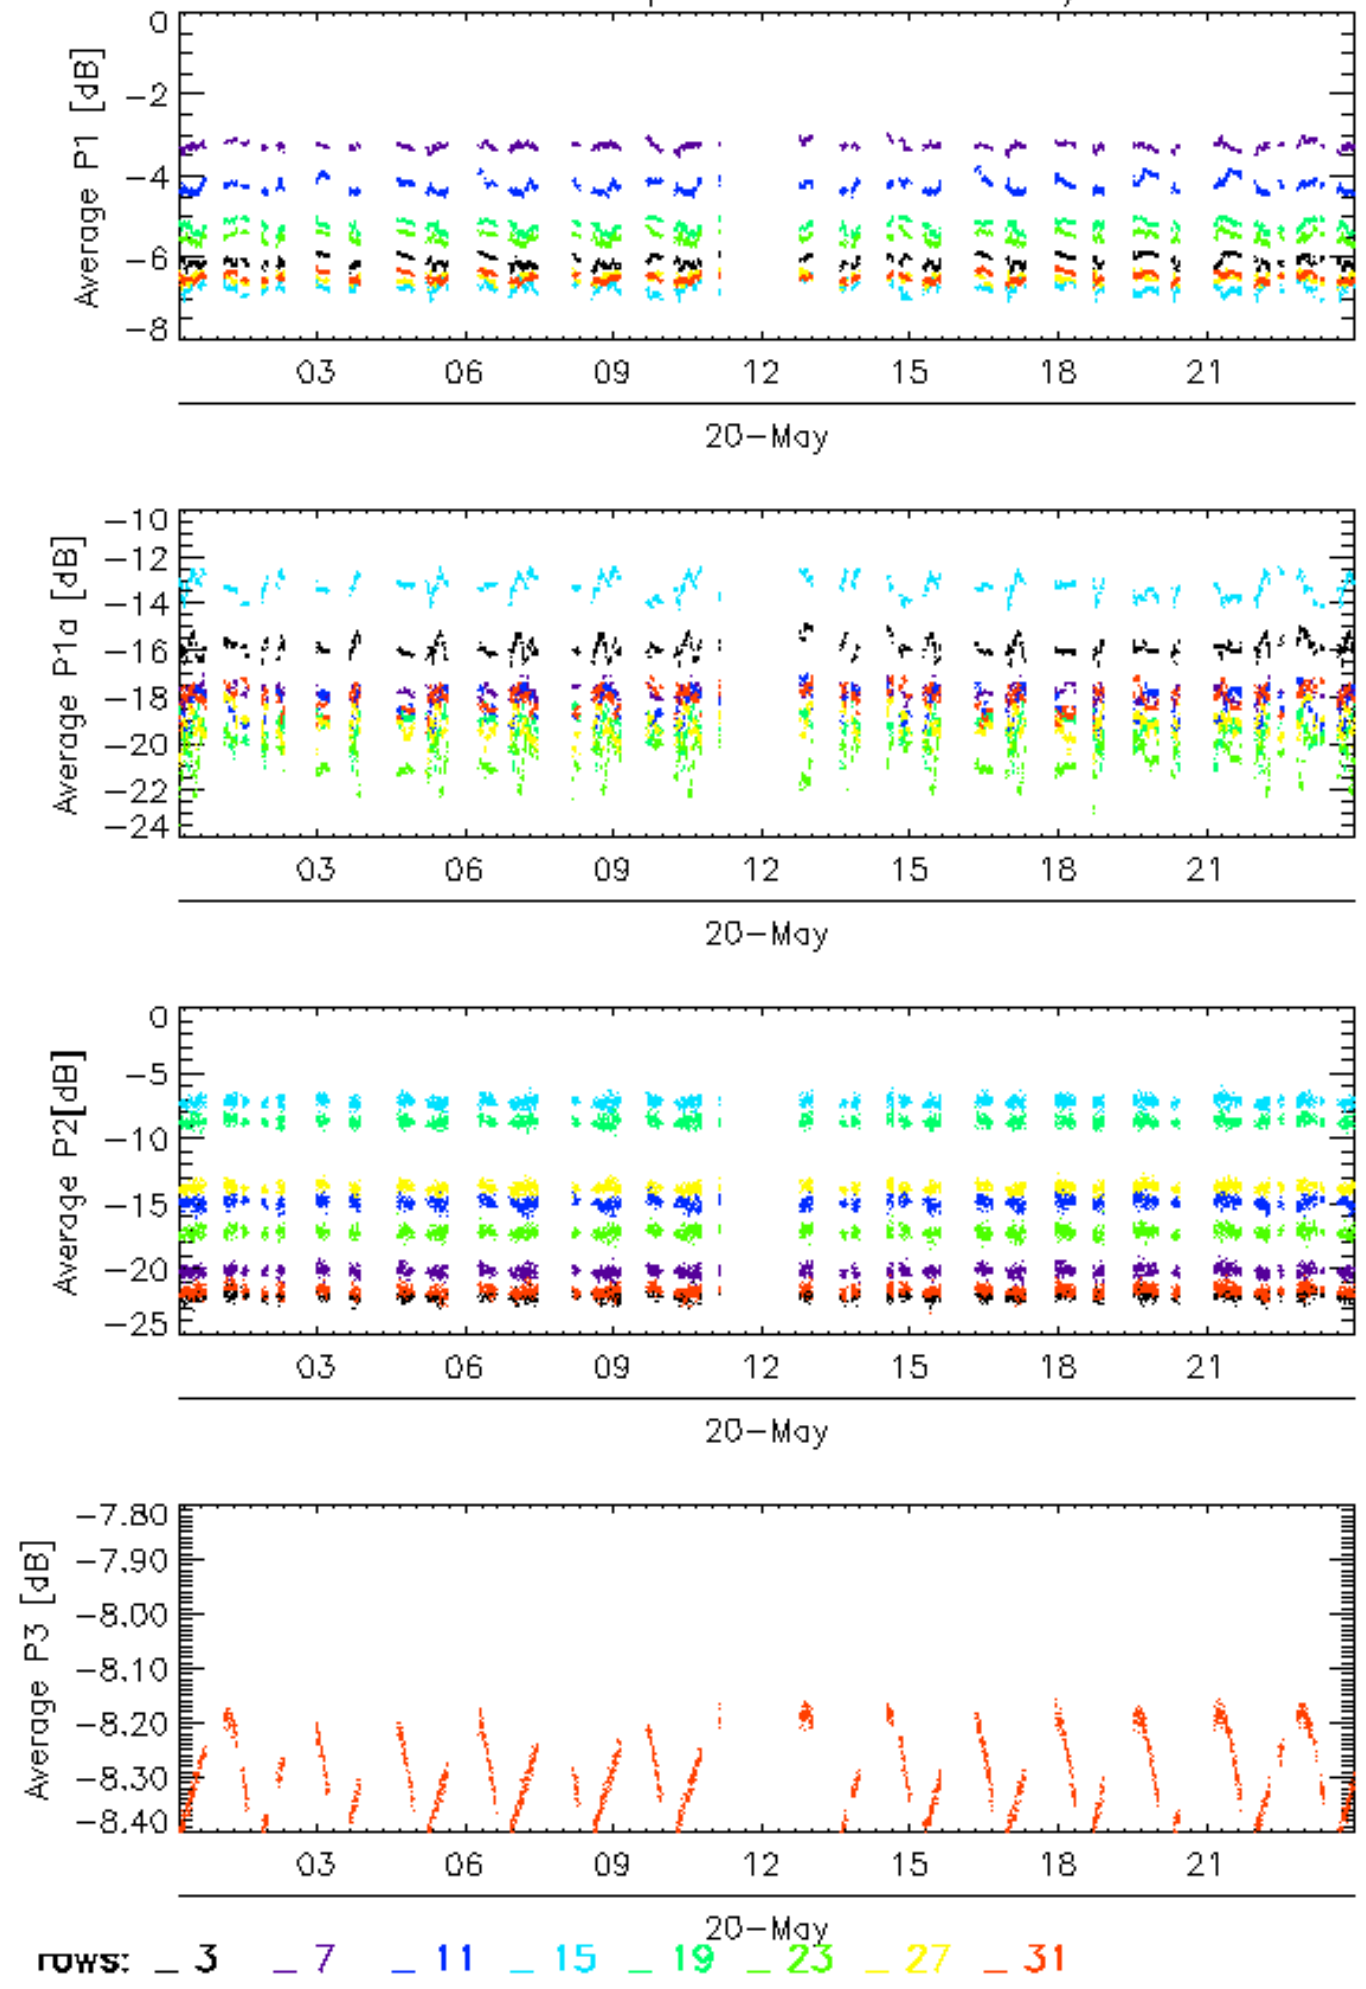 0
-2
-4
-6
-8
Average P1 [dB]
03 06 09 12 15 18 21
20-May
-10
-12
-14
-16
-18
-20
-22
-24
Average P1a [dB]
03 06 09 12 15 18 21
20-May
0
-5
-10
-15
-20
-25
Average P2[dB]
03 06 09 12 15 18 21
20-May
-7.80
-7.90
-8.00
-8.10
-8.20
-8.30
-8.40
Average P3 [dB]
03 06 09 12 15 18 21
20-May
rows: _ 3 _ 7 _ 11 _ 15 _ 19 _ 23 _ 27 _ 31